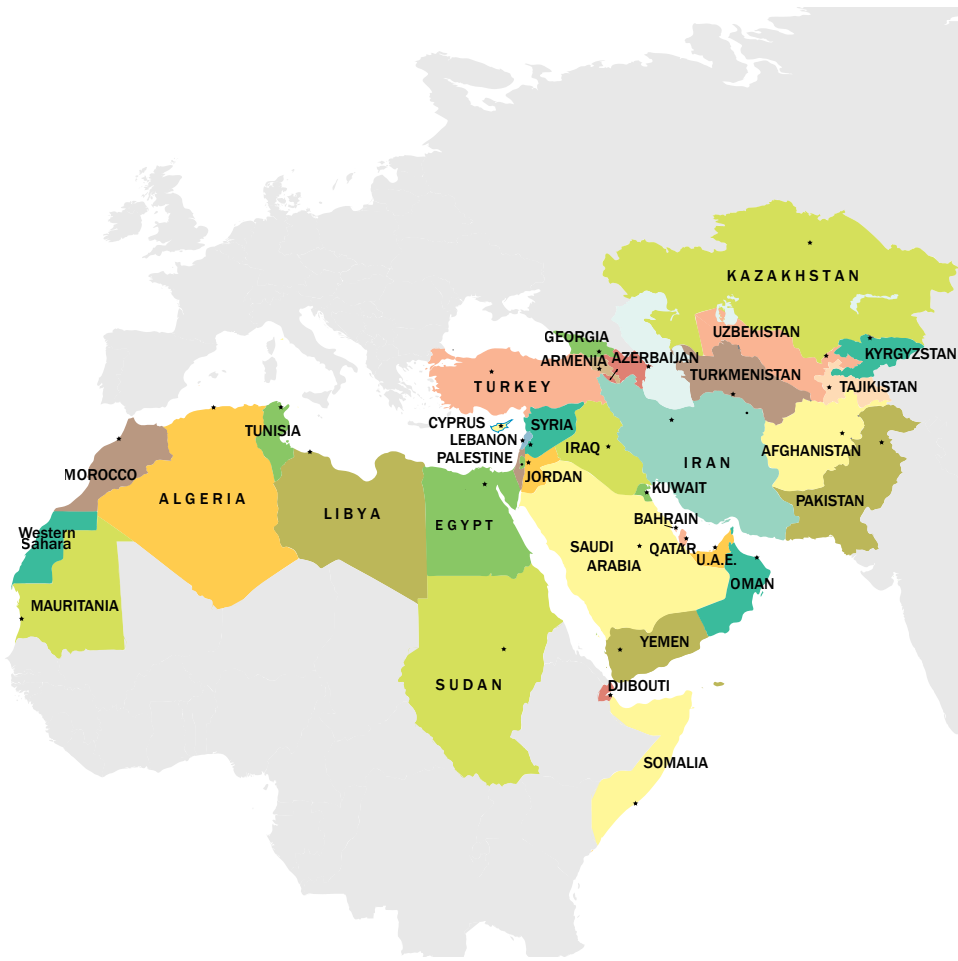 KAZAKHSTAN
UZBEKISTAN
GEORGIA
KYRGYZSTAN
ARMENIA
AZERBAIJAN
TURKMENISTAN
TURKEY
TAJIKISTAN
CYPRUS
SYRIA
TUNISIA
LEBANON
IRAQ
AFGHANISTAN
PALESTINE
IRAN
MOROCCO
JORDAN
KUWAIT
ALGERIA
PAKISTAN
LIBYA
BAHRAIN
EGYPT
Western
Sahara
SAUDI
ARABIA
QATAR
U.A.E.
OMAN
MAURITANIA
YEMEN
SUDAN
DJIBOUTI
SOMALIA